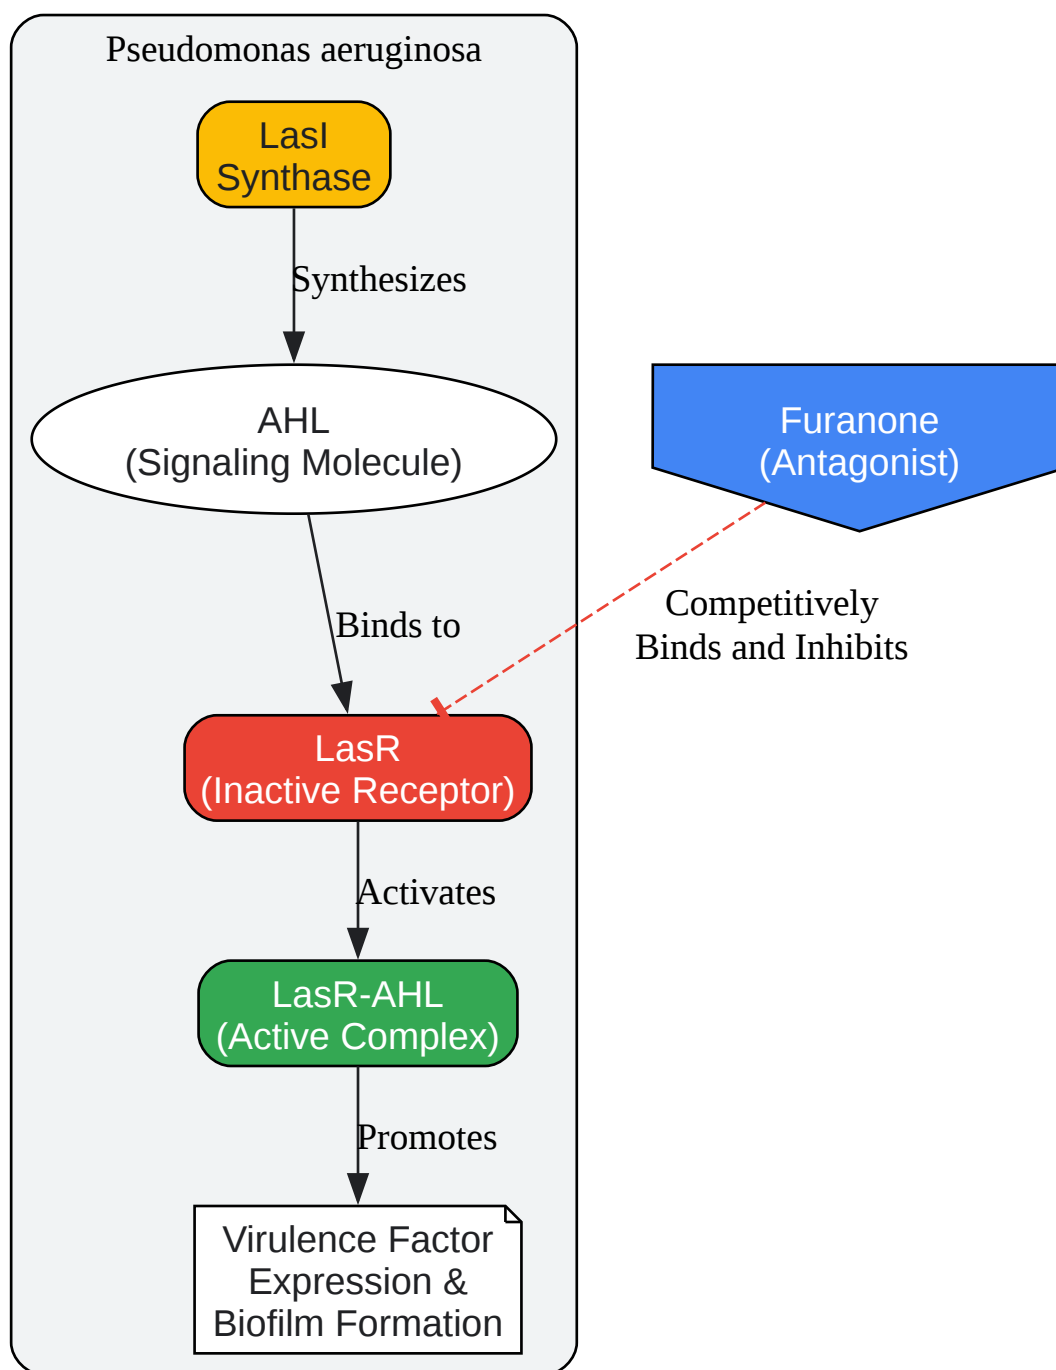 Pseudomonas aeruginosa
LasI
Synthase
Synthesizes
AHL
(Signaling Molecule)
Furanone
(Antagonist)
Competitively
Binds and Inhibits
Binds to
LasR
(Inactive Receptor)
Activates
LasR-AHL
(Active Complex)
Promotes
Virulence Factor
Expression &
Biofilm Formation